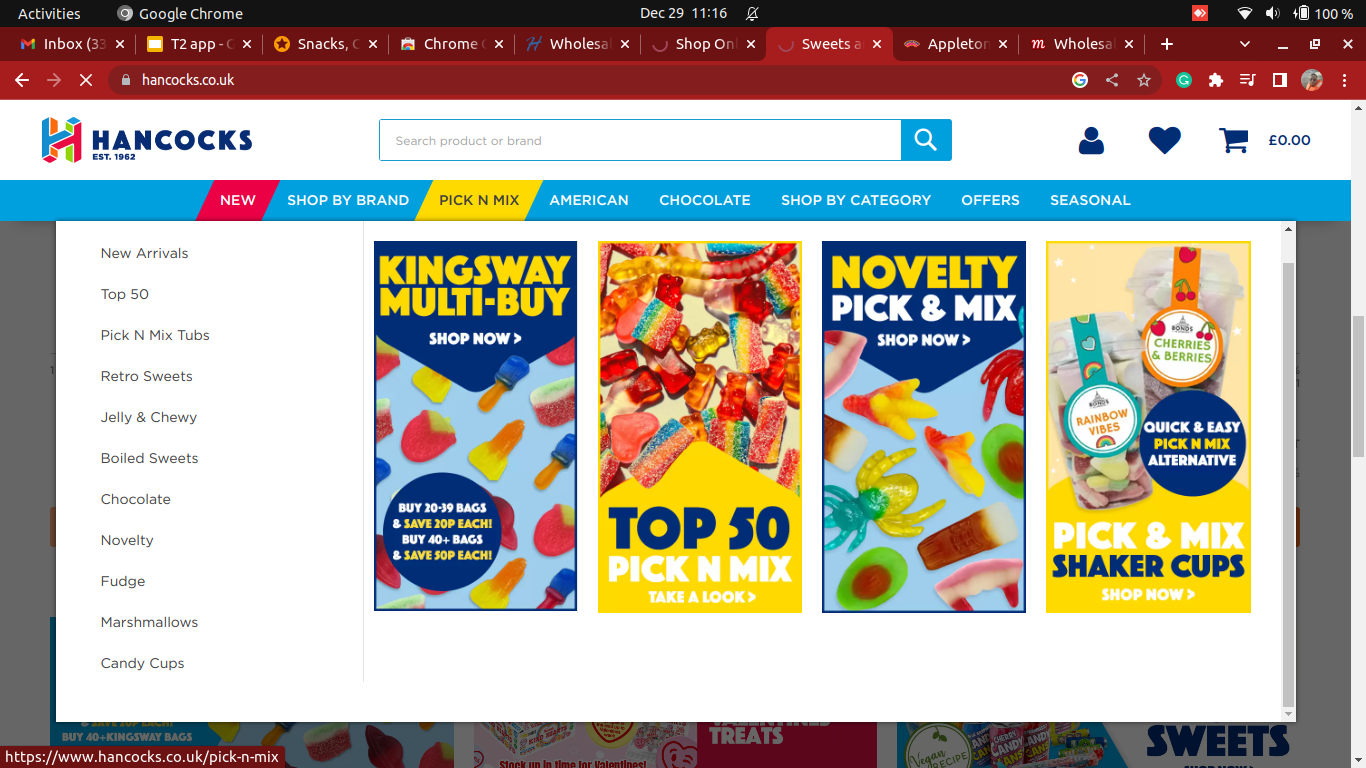 Activities
Google Chrome
Dec 29 11:16
100 %
Inbox (33
T2 app - C
Snacks, C
Chrome
Wholesal
Shop Onl
Sweets a
Appleton
Wholesal
hancocks.co.uk
HANCOCKS
EST. 1962
Search product or brand
£0.00
NEW
SHOP BY BRAND
PICK N MIX
AMERICAN
CHOCOLATE
SHOP BY CATEGORY
OFFERS
SEASONAL
New Arrivals
Top 50
Pick N Mix Tubs
Retro Sweets
Jelly & Chewy
Boiled Sweets
Chocolate
Novelty
Fudge
Marshmallows
Candy Cups
KINGSWAY
MULTI-BUY
SHOP NOW >
BUY 20-39 BAGS
& SAVE 20P EACH!
BUY 40+ BAGS
& SAVE 50P EACH!
TOP 50
PICK N MIX
TAKE A LOOK >
NOVELTY
PICK & MIX
SHOP NOW >
BONDS
CHERRIES
& BERRIES
BONDS
RAINBOW
VIBES
QUICK & EASY
PICK N MIX
ALTERNATIVE
PICK & MIX
SHAKER CUPS
SHOP NOW >
& SAVE 20P EACH!
BUY 40+ KINGSWAY BAGS
Stock up in time for Valentines!
VALENTINES
TREATS
Vegan
RECIPE
SWEETS
SHOP NOW >
https://www.hancocks.co.uk/pick-n-mix